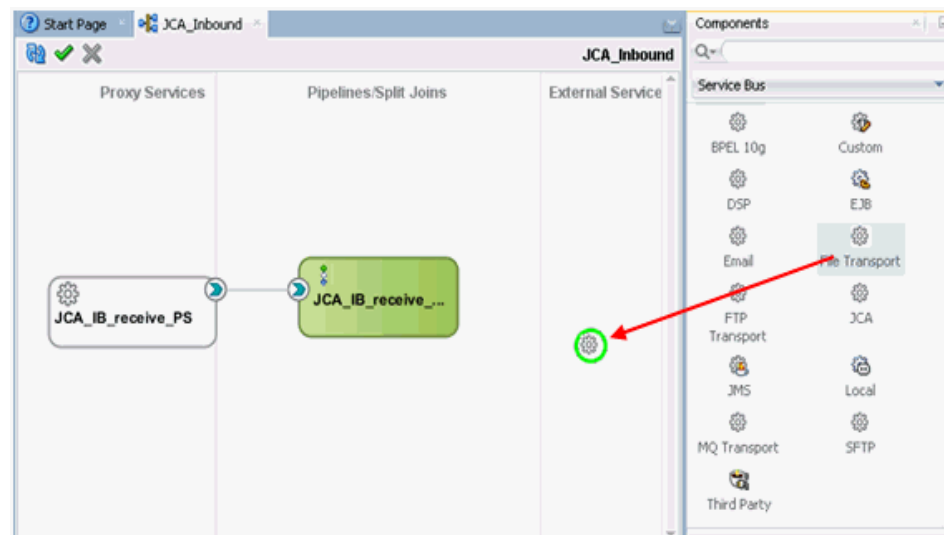 Start Page
JCA_Inbound
Components
JCA_Inbound
Service Bus
Proxy Services
Pipelines/Split Joins
External Service
BPEL 10g
Custom
DSP
EJB
Email
File Transport
FTP
Transport
JCA
JCA_IB_receive_PS
JCA_IB_receive_...
JMS
Local
MQ Transport
SFTP
Third Party